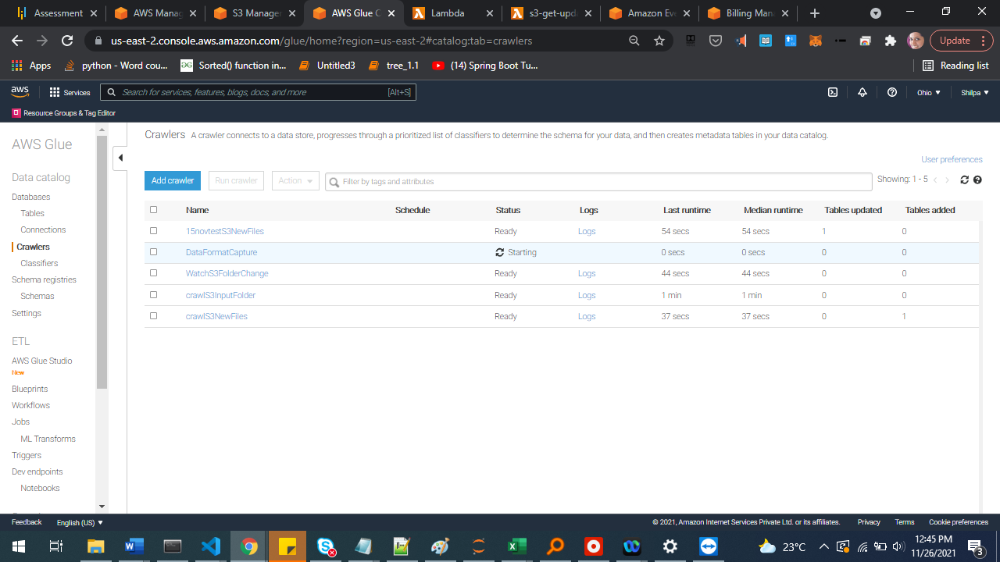 Assessment
AWS Manag
S3 Manager
AWS Glue C
Lambda
s3-get-upda
Amazon Eve
Billing Man
us-east-2.console.aws.amazon.com/glue/home?region=us-east-2#catalog:tab=crawlers
Update
Apps
python - Word cou...
Sorted() function in...
Untitled3
tree_1.1
(14) Spring Boot Tu...
Reading list
aws
Services
Search for services, features, blogs, docs, and more
[Alt+S]
Ohio
Shilpa
Resource Groups & Tag Editor
AWS Glue
Data catalog
Databases
Tables
Connections
Crawlers
Classifiers
Schema registries
Schemas
Settings
ETL
AWS Glue Studio
New
Blueprints
Workflows
Jobs
ML Transforms
Triggers
Dev endpoints
Notebooks
Crawlers A crawler connects to a data store, progresses through a prioritized list of classifiers to determine the schema for your data, and then creates metadata tables in your data catalog.
User preferences
Add crawler
Run crawler
Action
Filter by tags and attributes
Showing: 1 - 5
Name Schedule Status Logs Last runtime Median runtime Tables updated Tables added
15novtestS3NewFiles Ready Logs 54 secs 54 secs 1 0
DataFormatCapture Starting 0 secs 0 secs 0 0
WatchS3FolderChange Ready Logs 44 secs 44 secs 0 0
crawlS3InputFolder Ready Logs 1 min 1 min 0 0
crawlS3NewFiles Ready Logs 37 secs 37 secs 0 1
Feedback
English (US)
© 2021, Amazon Internet Services Private Ltd. or its affiliates.
Privacy
Terms
Cookie preferences
23°C
12:45 PM
11/26/2021
3